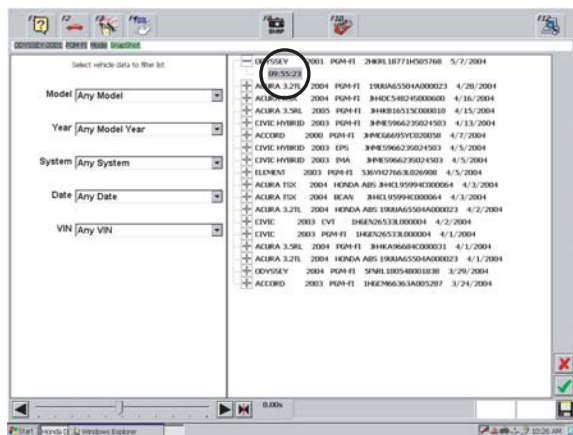 F1 F2 F3
F12
SNAP
ODYSSEY-2001 PGM-FI Mode SnapShot
Select vehicle data to filter list
Model Any Model
Year Any Model Year
System Any System
Date Any Date
VIN Any VIN
ODYSSEY 2001 PGM-FI 2HKRL18771H505768 5/7/2004
09:55:23
ACURA 3.2TL 2004 PGM-FI 19UUA65504A000023 4/28/2004
2004 PGM-FI JH4DC548245000600 4/16/2004
ACURA 3.5RL 2005 PGM-FI JH4KB16515C000010 4/15/2004
CIVIC HYBRID 2003 PGM-FI JHMES96623S024503 4/13/2004
ACCORD 2000 PGM-FI JHMCG6695YC020058 4/7/2004
CIVIC HYBRID 2003 EPS JHMES96623S024503 4/5/2004
CIVIC HYBRID 2003 IMA JHMES96623S024503 4/5/2004
ELEMENT 2003 PGM-FI 5J6YH27663L026908 4/5/2004
ACURA TSX 2004 HONDA ABS JH4CL95994C000064 4/3/2004
ACURA TSX 2004 BCAN JH4CL95994C000064 4/3/2004
ACURA 3.2TL 2004 HONDA ABS 19UUA65504A000023 4/2/2004
CIVIC 2003 CVT 1HGEN26533L000004 4/2/2004
CIVIC 2003 PGM-FI 1HGEN26533L000004 4/1/2004
ACURA 3.5RL 2004 PGM-FI JH4KA96604C000031 4/1/2004
ACURA 3.2TL 2004 HONDA ABS 19UUA65504A000023 4/1/2004
ODYSSEY 2004 PGM-FI 5FNRL18054B001838 3/29/2004
ACCORD 2003 PGM-FI 1HGCM66363A005287 3/24/2004
0.00s
Start Honda D Windows Explorer 10:26 AM